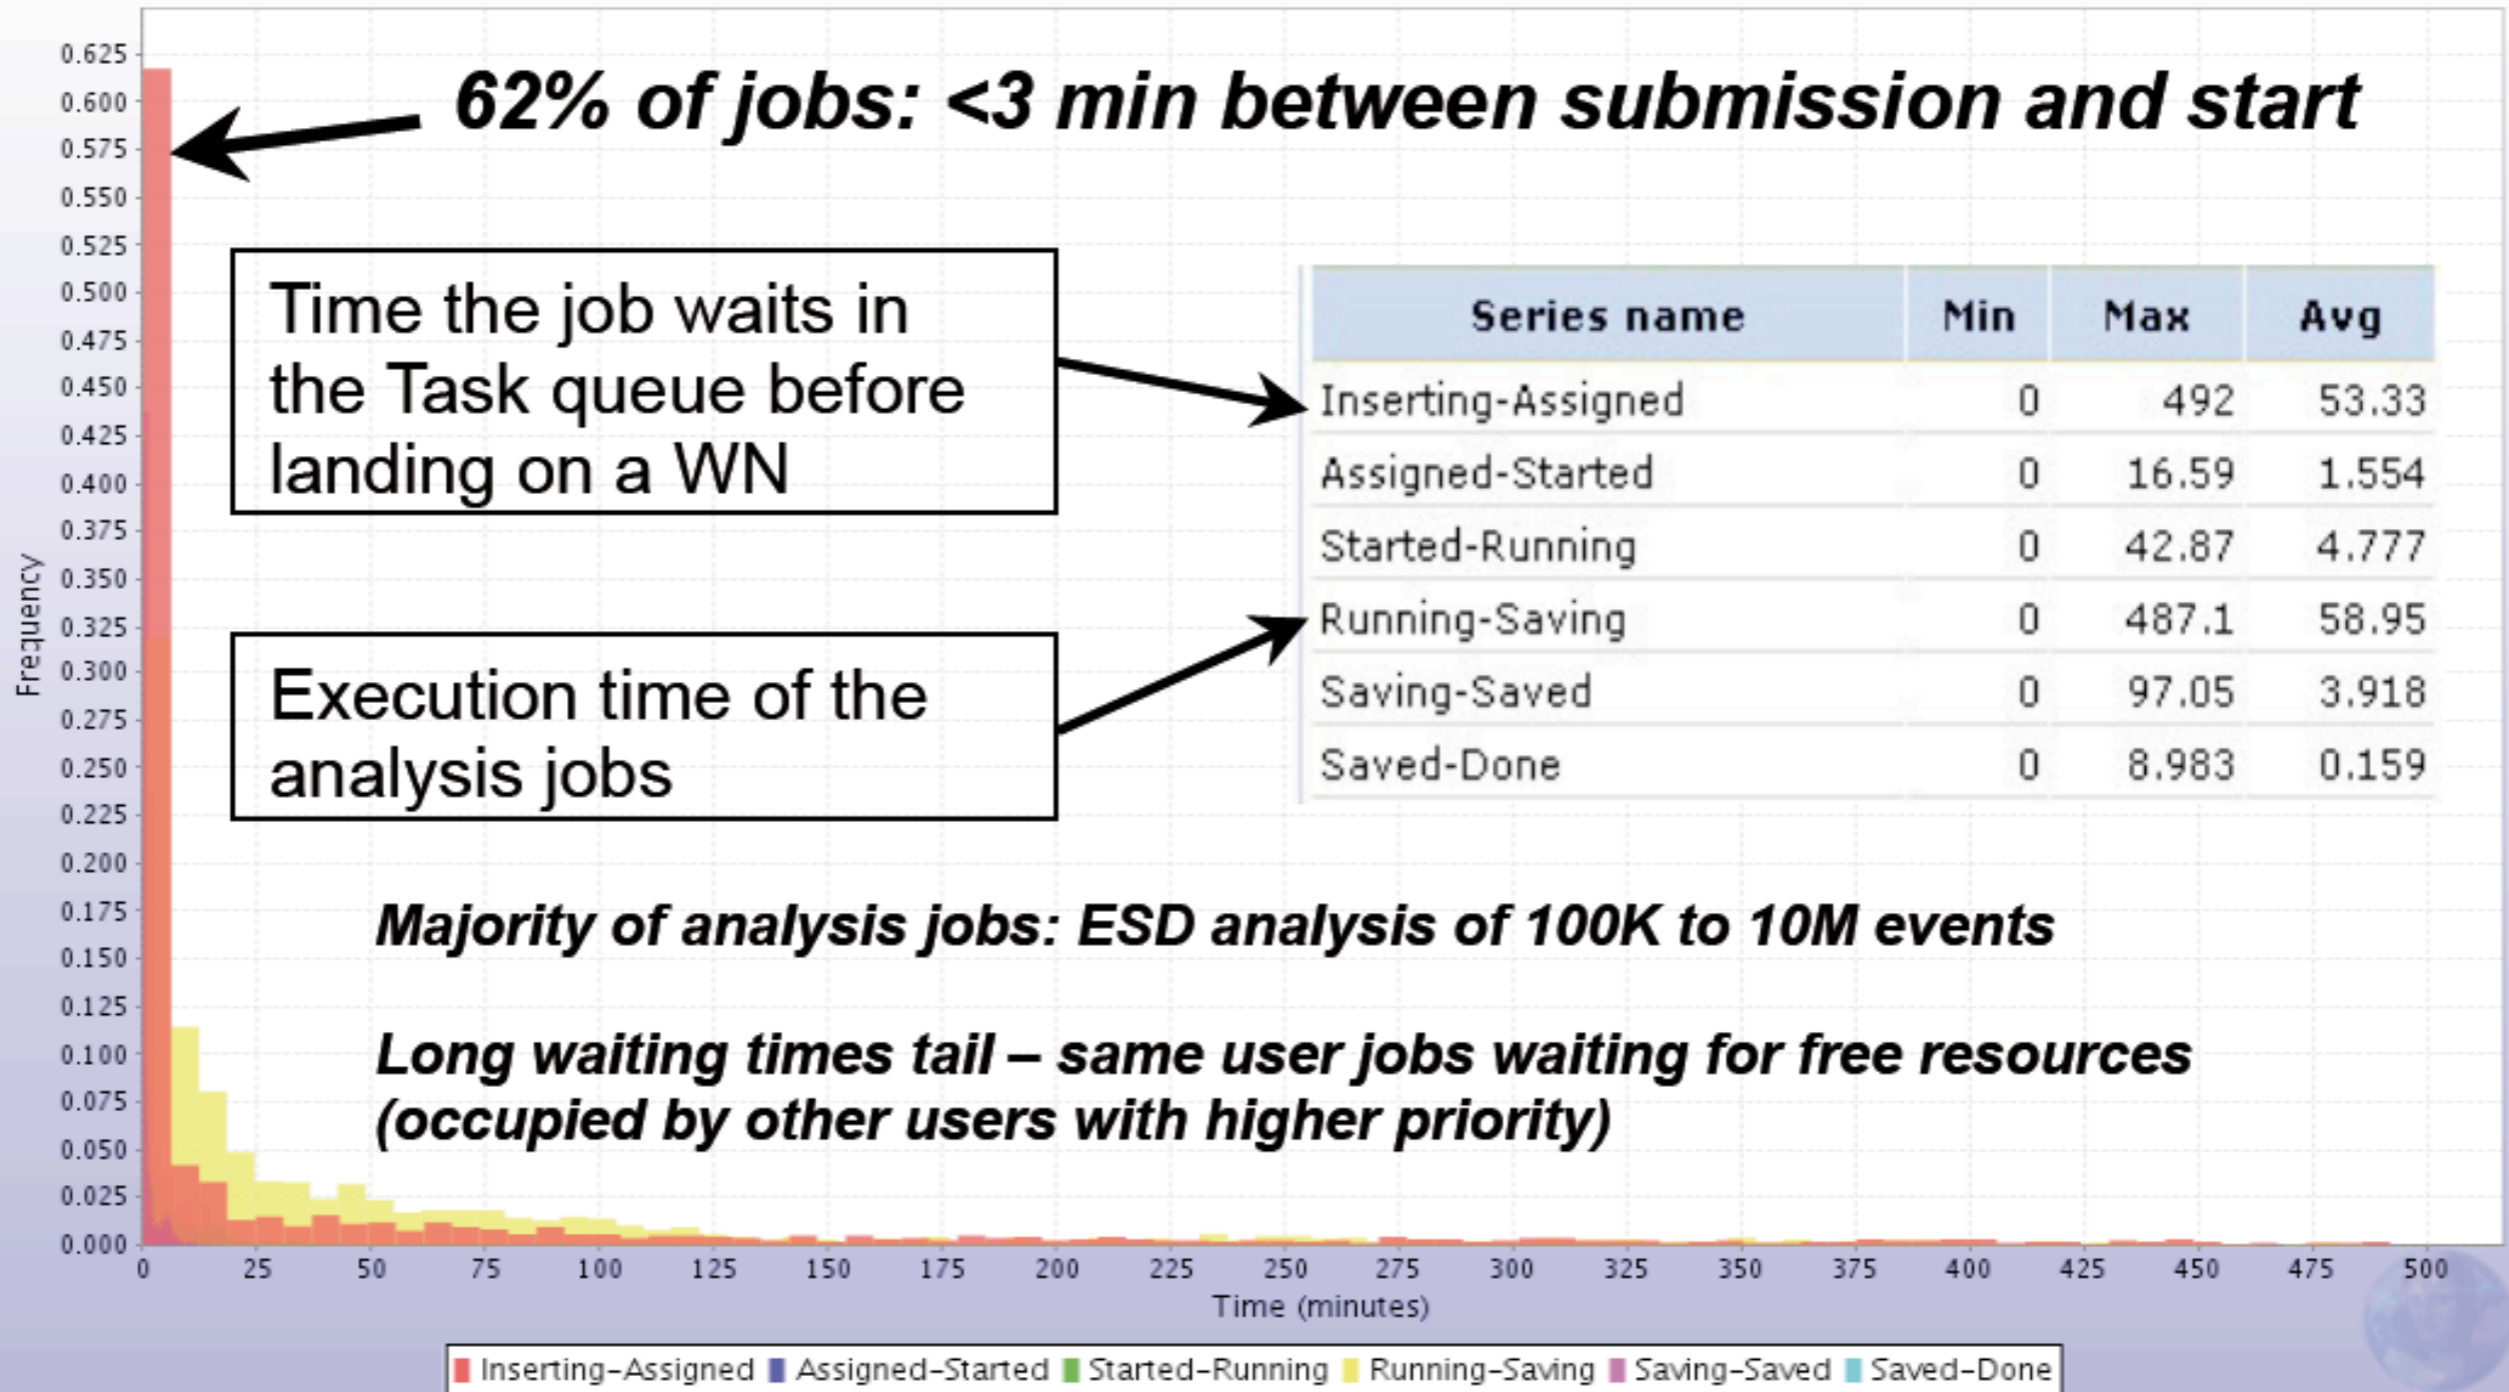 62% of jobs: <3 min between submission and start
Time the job waits in
the Task queue before
landing on a WN
Series name Min Max Avg
Inserting-Assigned 0 492 53.33
Assigned-Started 0 16.59 1.554
Started-Running 0 42.87 4.777
Running-Saving 0 487.1 58.95
Saving-Saved 0 97.05 3.918
Saved-Done 0 8.983 0.159
Execution time of the
analysis jobs
Majority of analysis jobs: ESD analysis of 100K to 10M events
Long waiting times tail – same user jobs waiting for free resources
(occupied by other users with higher priority)
Frequency
0.625
0.600
0.575
0.550
0.525
0.500
0.475
0.450
0.425
0.400
0.375
0.350
0.325
0.300
0.275
0.250
0.225
0.200
0.175
0.150
0.125
0.100
0.075
0.050
0.025
0.000
0 25 50 75 100 125 150 175 200 225 250 275 300 325 350 375 400 425 450 475 500
Time (minutes)
Inserting-Assigned Assigned-Started Started-Running Running-Saving Saving-Saved Saved-Done